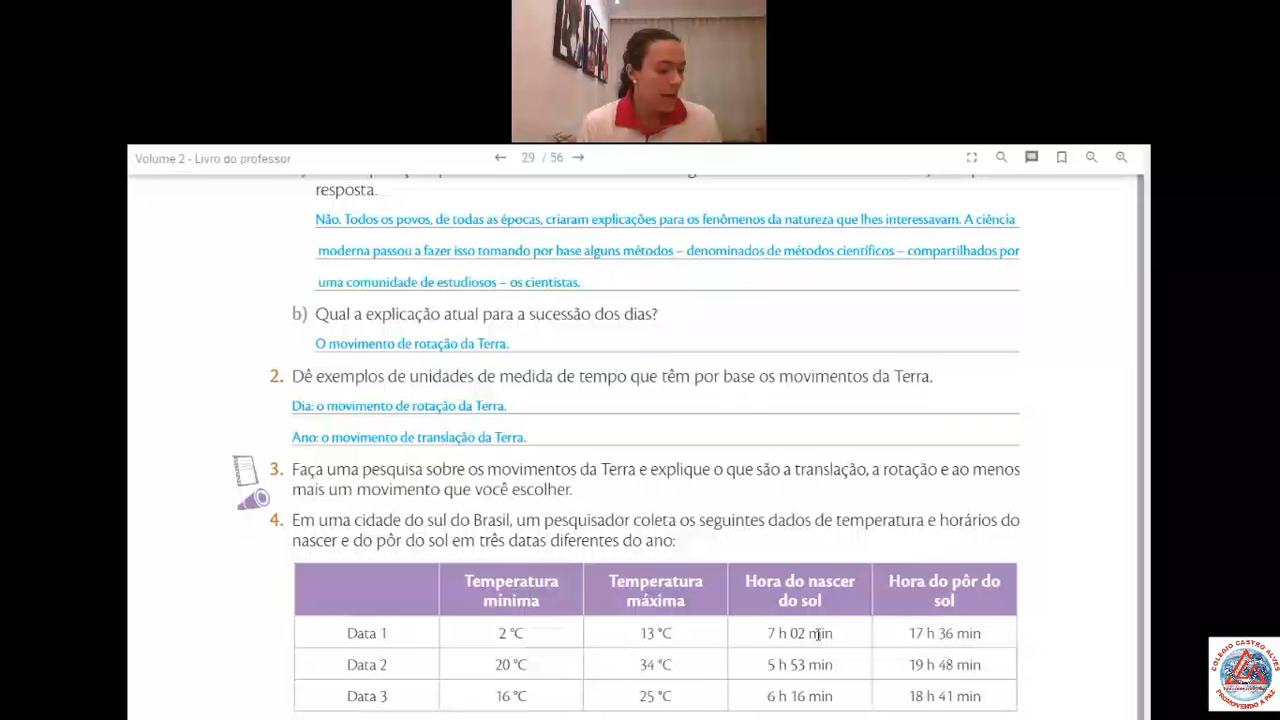 Volume 2 - Livro do professor
29 / 56
resposta.
Não. Todos os povos, de todas as épocas, criaram explicações para os fenômenos da natureza que lhes interessavam. A ciência
moderna passou a fazer isso tomando por base alguns métodos – denominados de métodos científicos – compartilhados por
uma comunidade de estudiosos – os cientistas.
b) Qual a explicação atual para a sucessão dos dias?
O movimento de rotação da Terra.
2. Dê exemplos de unidades de medida de tempo que têm por base os movimentos da Terra.
Dia: o movimento de rotação da Terra.
Ano: o movimento de translação da Terra.
3. Faça uma pesquisa sobre os movimentos da Terra e explique o que são a translação, a rotação e ao menos
mais um movimento que você escolher.
4. Em uma cidade do sul do Brasil, um pesquisador coleta os seguintes dados de temperatura e horários do
nascer e do pôr do sol em três datas diferentes do ano:
Temperatura mínima Temperatura máxima Hora do nascer do sol Hora do pôr do sol
Data 1 2 °C 13 °C 7 h 02 min 17 h 36 min
Data 2 20 °C 34 °C 5 h 53 min 19 h 48 min
Data 3 16 °C 25 °C 6 h 16 min 18 h 41 min
COLÉGIO CASTRO ALVES
PROMOVENDO A PAZ